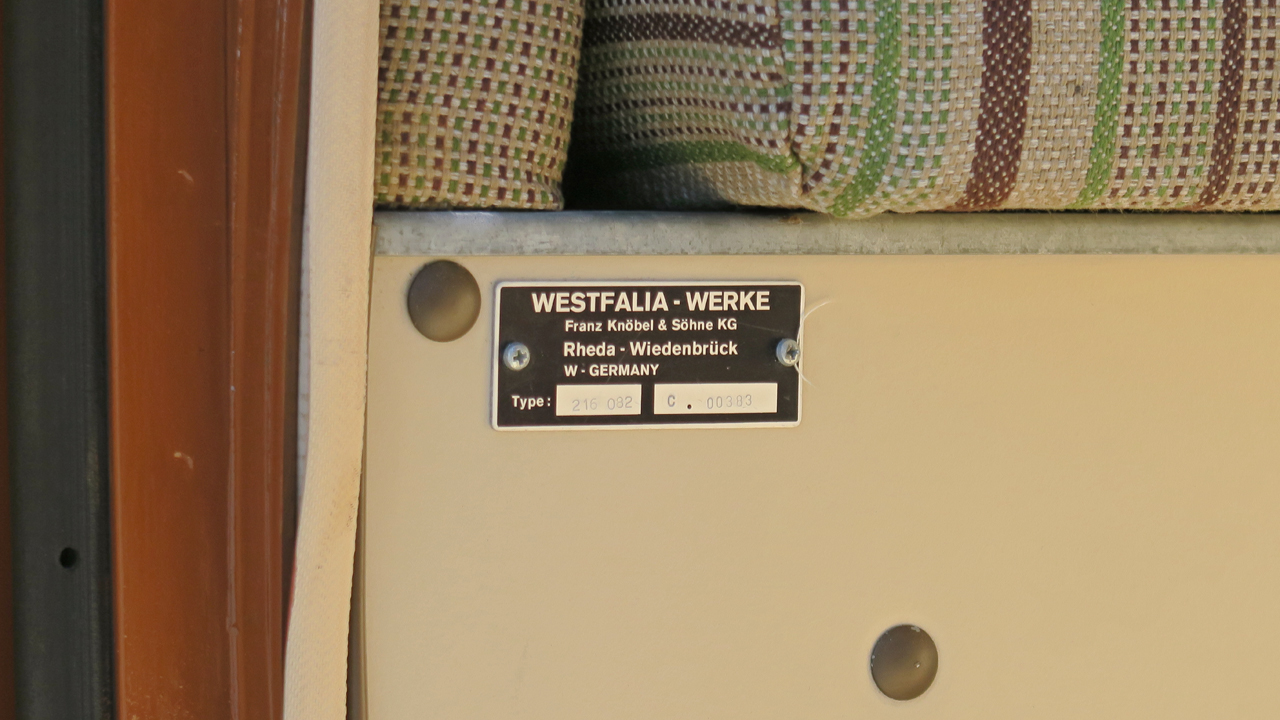 WESTFALIA - WERKE
Franz Knöbel & Söhne KG
Rheda - Wiedenbrück
W - GERMANY
Type: 216 082 C . 00383